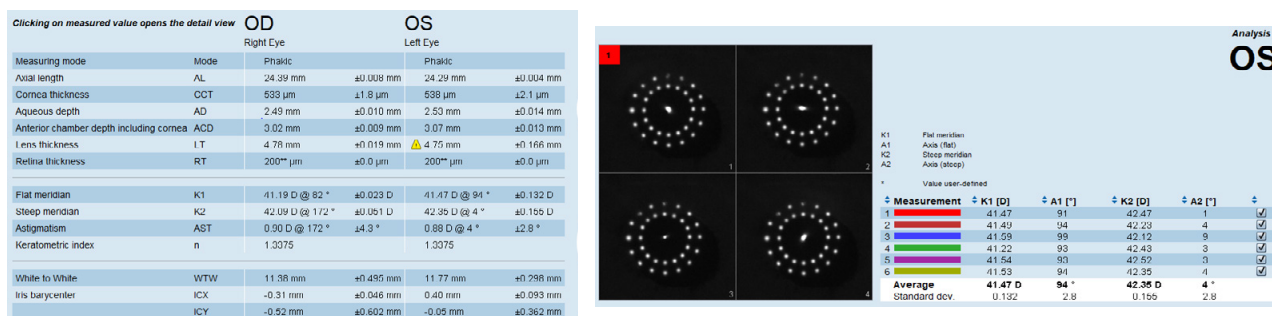 Clicking on measured value opens the detail view OD OS
Right Eye Left Eye
Measuring mode Mode Phakic Phakic
Axial length AL 24.39 mm ±0.008 mm 24.29 mm ±0.004 mm
Cornea thickness CCT 533 µm ±1.8 µm 538 µm ±2.1 µm
Aqueous depth AD 2.49 mm ±0.010 mm 2.53 mm ±0.014 mm
Anterior chamber depth including cornea ACD 3.02 mm ±0.009 mm 3.07 mm ±0.013 mm
Lens thickness LT 4.78 mm ±0.019 mm 4.75 mm ±0.166 mm
Retina thickness RT 200** µm ±0.0 µm 200** µm ±0.0 µm
Flat meridian K1 41.19 D @ 82 ° ±0.023 D 41.47 D @ 94 ° ±0.132 D
Steep meridian K2 42.09 D @ 172 ° ±0.051 D 42.35 D @ 4 ° ±0.155 D
Astigmatism AST 0.90 D @ 172 ° ±4.3 ° 0.88 D @ 4 ° ±2.8 °
Keratometric index n 1.3375 1.3375
White to White WTW 11.38 mm ±0.495 mm 11.77 mm ±0.298 mm
Iris barycenter ICX -0.31 mm ±0.046 mm 0.40 mm ±0.093 mm
ICY -0.52 mm ±0.602 mm -0.05 mm ±0.362 mm
Analysis
OS
1
1
2
3
4
K1 Flat meridian
A1 Axis (flat)
K2 Steep meridian
A2 Axis (steep)
* Value user-defined
Measurement K1 [D] A1 [°] K2 [D] A2 [°]
1 41.47 91 42.47 1
2 41.49 94 42.23 4
3 41.59 99 42.12 9
4 41.22 93 42.43 3
5 41.54 93 42.52 3
6 41.53 94 42.35 4
Average 41.47 D 94 ° 42.35 D 4 °
Standard dev. 0.132 2.8 0.155 2.8